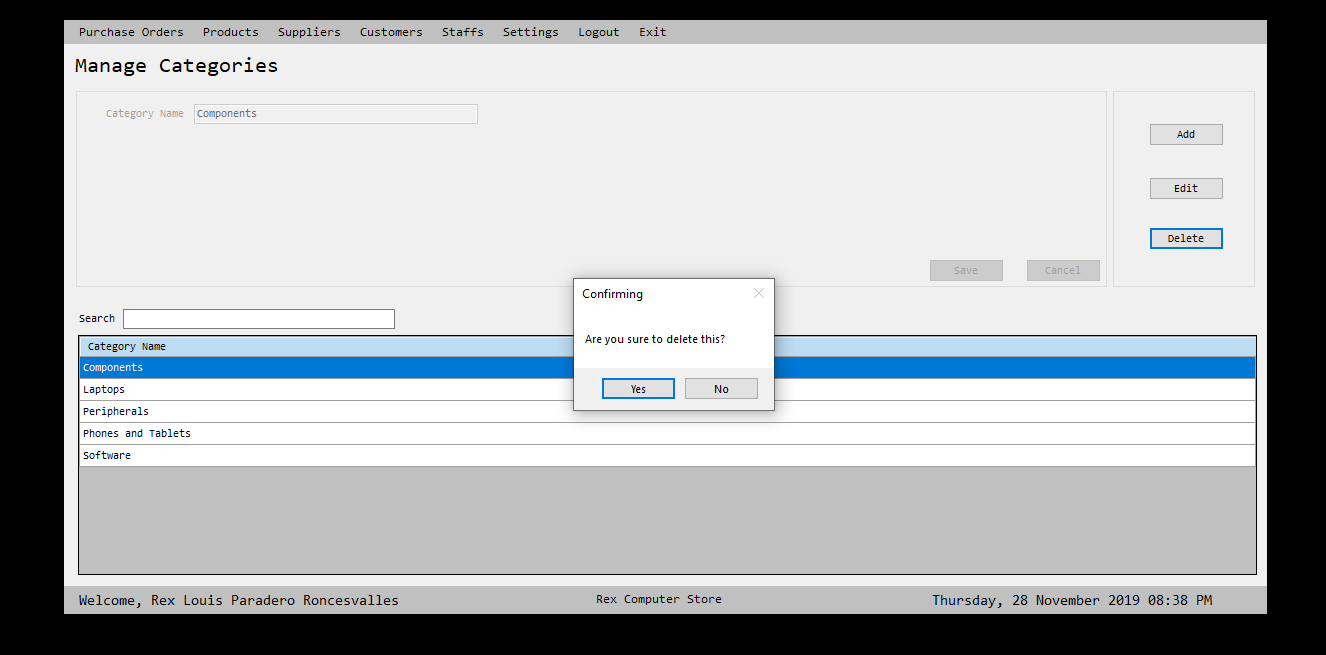 Purchase Orders Products Suppliers Customers Staffs Settings Logout Exit
Manage Categories
Category Name Components
Add
Edit
Delete
Save Cancel
Confirming
Are you sure to delete this?
Yes No
Search
Category Name
Components
Laptops
Peripherals
Phones and Tablets
Software
Welcome, Rex Louis Paradero Roncesvalles Rex Computer Store Thursday, 28 November 2019 08:38 PM